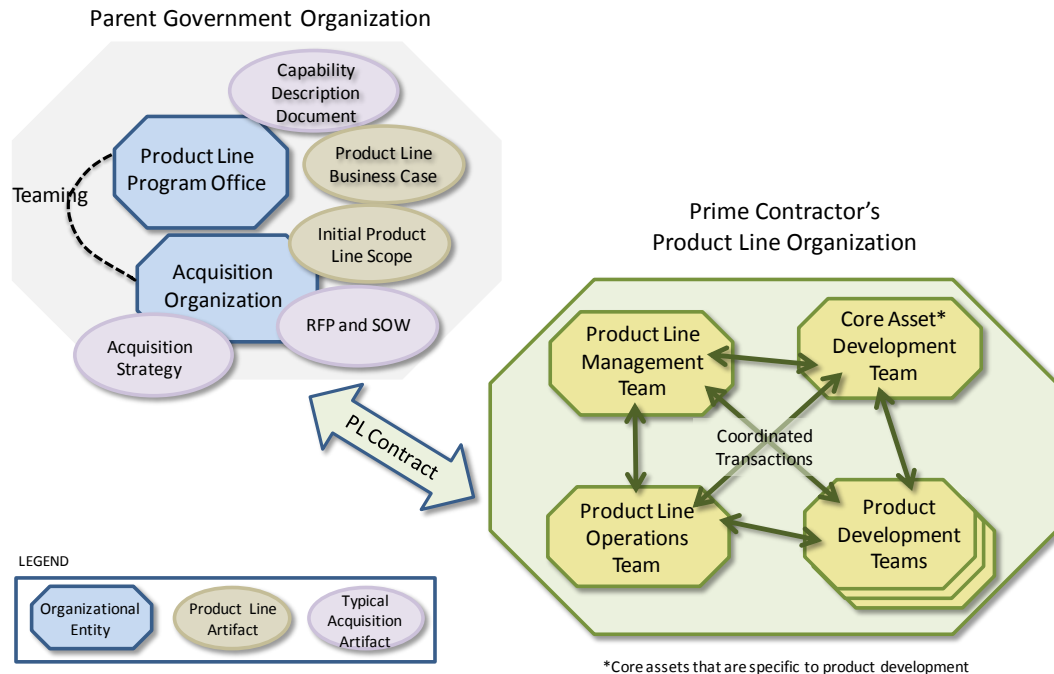 Parent Government Organization
Capability
Description
Document
Product Line
Program Office
Product Line
Business Case
Teaming
Initial Product
Line Scope
Acquisition
Organization
RFP and SOW
Acquisition
Strategy
PL Contract
Prime Contractor's
Product Line Organization
Product Line
Management
Team
Core Asset*
Development
Team
Coordinated
Transactions
Product Line
Operations
Team
Product
Development
Teams
LEGEND
Organizational
Entity
Product Line
Artifact
Typical
Acquisition
Artifact
*Core assets that are specific to product development